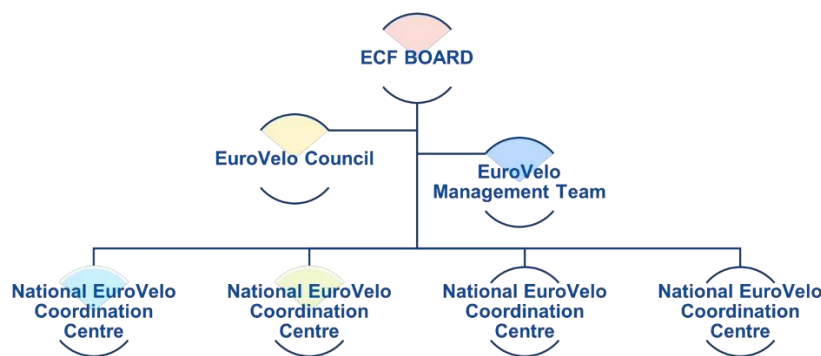 ECF BOARD
EuroVelo Council
EuroVelo
Management Team
National EuroVelo
Coordination
Centre
National EuroVelo
Coordination
Centre
National EuroVelo
Coordination
Centre
National EuroVelo
Coordination
Centre